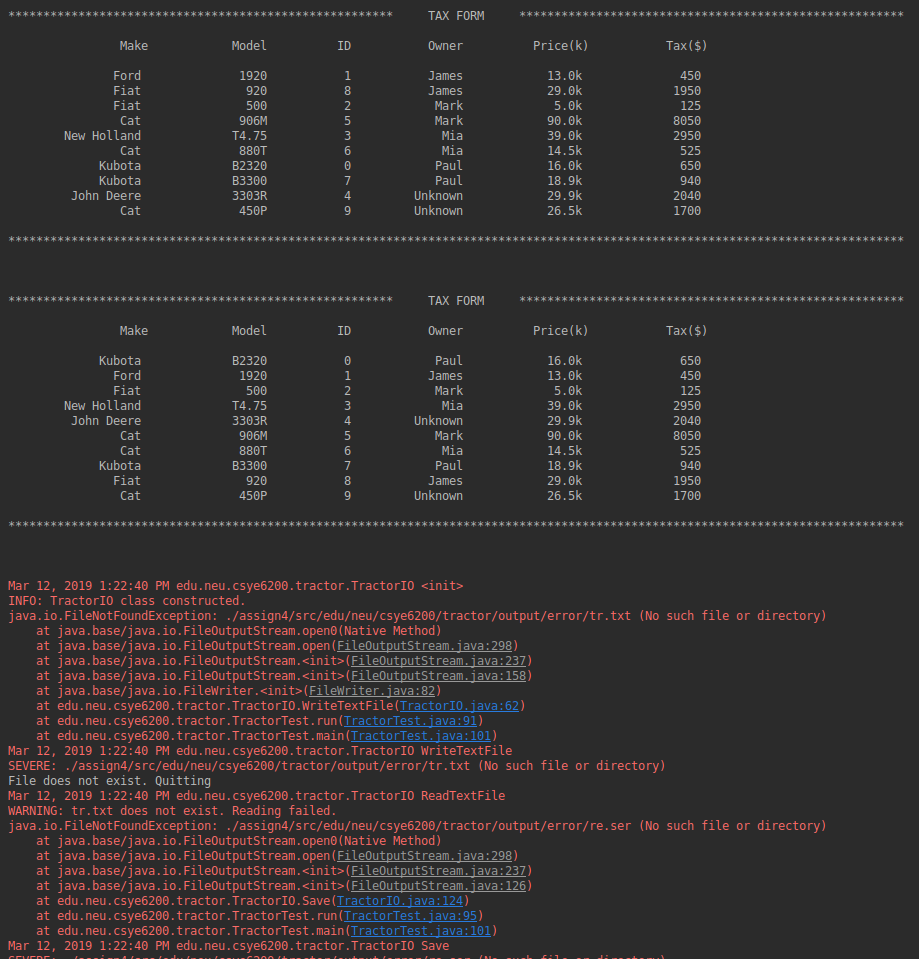 ******************************************************* TAX FORM *******************************************************
Make Model ID Owner Price(k) Tax($)
Ford 1920 1 James 13.0k 450
Fiat 920 8 James 29.0k 1950
Fiat 500 2 Mark 5.0k 125
Cat 906M 5 Mark 90.0k 8050
New Holland T4.75 3 Mia 39.0k 2950
Cat 880T 6 Mia 14.5k 525
Kubota B2320 0 Paul 16.0k 650
Kubota B3300 7 Paul 18.9k 940
John Deere 3303R 4 Unknown 29.9k 2040
Cat 450P 9 Unknown 26.5k 1700
********************************************************************************************************************************
******************************************************* TAX FORM *******************************************************
Make Model ID Owner Price(k) Tax($)
Kubota B2320 0 Paul 16.0k 650
Ford 1920 1 James 13.0k 450
Fiat 500 2 Mark 5.0k 125
New Holland T4.75 3 Mia 39.0k 2950
John Deere 3303R 4 Unknown 29.9k 2040
Cat 906M 5 Mark 90.0k 8050
Cat 880T 6 Mia 14.5k 525
Kubota B3300 7 Paul 18.9k 940
Fiat 920 8 James 29.0k 1950
Cat 450P 9 Unknown 26.5k 1700
********************************************************************************************************************************
Mar 12, 2019 1:22:40 PM edu.neu.csye6200.tractor.TractorIO <init>
INFO: TractorIO class constructed.
java.io.FileNotFoundException: ./assign4/src/edu/neu/csye6200/tractor/output/error/tr.txt (No such file or directory)
at java.base/java.io.FileOutputStream.open0(Native Method)
at java.base/java.io.FileOutputStream.open(FileOutputStream.java:298)
at java.base/java.io.FileOutputStream.<init>(FileOutputStream.java:237)
at java.base/java.io.FileOutputStream.<init>(FileOutputStream.java:158)
at java.base/java.io.FileWriter.<init>(FileWriter.java:82)
at edu.neu.csye6200.tractor.TractorIO.WriteTextFile(TractorIO.java:62)
at edu.neu.csye6200.tractor.TractorTest.run(TractorTest.java:91)
at edu.neu.csye6200.tractor.TractorTest.main(TractorTest.java:101)
Mar 12, 2019 1:22:40 PM edu.neu.csye6200.tractor.TractorIO WriteTextFile
SEVERE: ./assign4/src/edu/neu/csye6200/tractor/output/error/tr.txt (No such file or directory)
File does not exist. Quitting
Mar 12, 2019 1:22:40 PM edu.neu.csye6200.tractor.TractorIO ReadTextFile
WARNING: tr.txt does not exist. Reading failed.
java.io.FileNotFoundException: ./assign4/src/edu/neu/csye6200/tractor/output/error/re.ser (No such file or directory)
at java.base/java.io.FileOutputStream.open0(Native Method)
at java.base/java.io.FileOutputStream.open(FileOutputStream.java:298)
at java.base/java.io.FileOutputStream.<init>(FileOutputStream.java:237)
at java.base/java.io.FileOutputStream.<init>(FileOutputStream.java:126)
at edu.neu.csye6200.tractor.TractorIO.Save(TractorIO.java:124)
at edu.neu.csye6200.tractor.TractorTest.run(TractorTest.java:95)
at edu.neu.csye6200.tractor.TractorTest.main(TractorTest.java:101)
Mar 12, 2019 1:22:40 PM edu.neu.csye6200.tractor.TractorIO Save
SEVERE: ./assign4/src/edu/neu/csye6200/tractor/output/error/re.ser (No such file or directory)